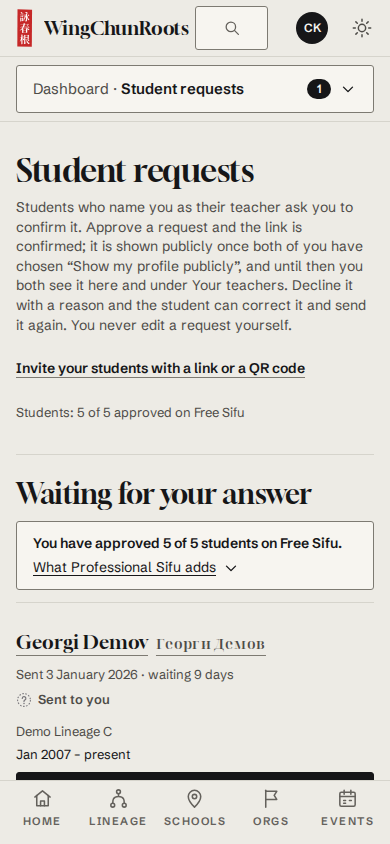 詠春根
WingChunRoots
CK
Dashboard · Student requests
1
Student requests
Students who name you as their teacher ask you to
confirm it. Approve a request and the link is
confirmed; it is shown publicly once both of you have
chosen “Show my profile publicly”, and until then you
both see it here and under Your teachers. Decline it
with a reason and the student can correct it and send
it again. You never edit a request yourself.
Invite your students with a link or a QR code
Students: 5 of 5 approved on Free Sifu
Waiting for your answer
You have approved 5 of 5 students on Free Sifu.
What Professional Sifu adds
Georgi Demov Георги Демов
Sent 3 January 2026 · waiting 9 days
Sent to you
Demo Lineage C
Jan 2007 – present
HOME
LINEAGE
SCHOOLS
ORGS
EVENTS